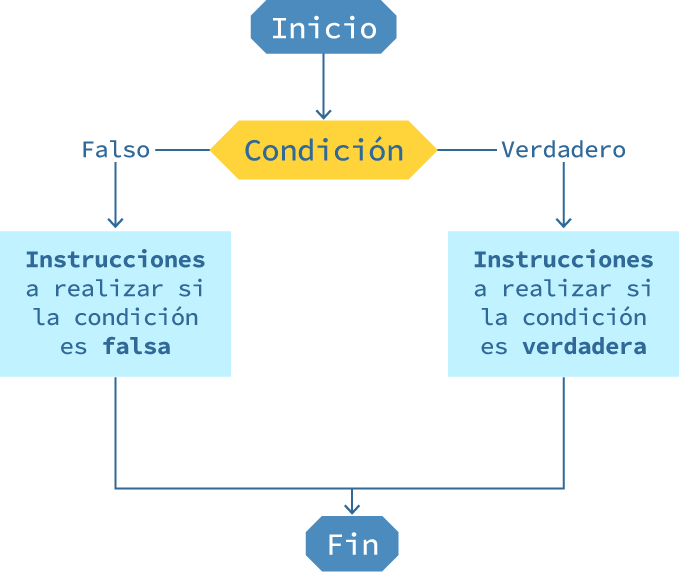 Inicio
Condición
Falso
Verdadero
Instrucciones
a realizar si
la condición
es falsa
Instrucciones
a realizar si
la condición
es verdadera
Fin